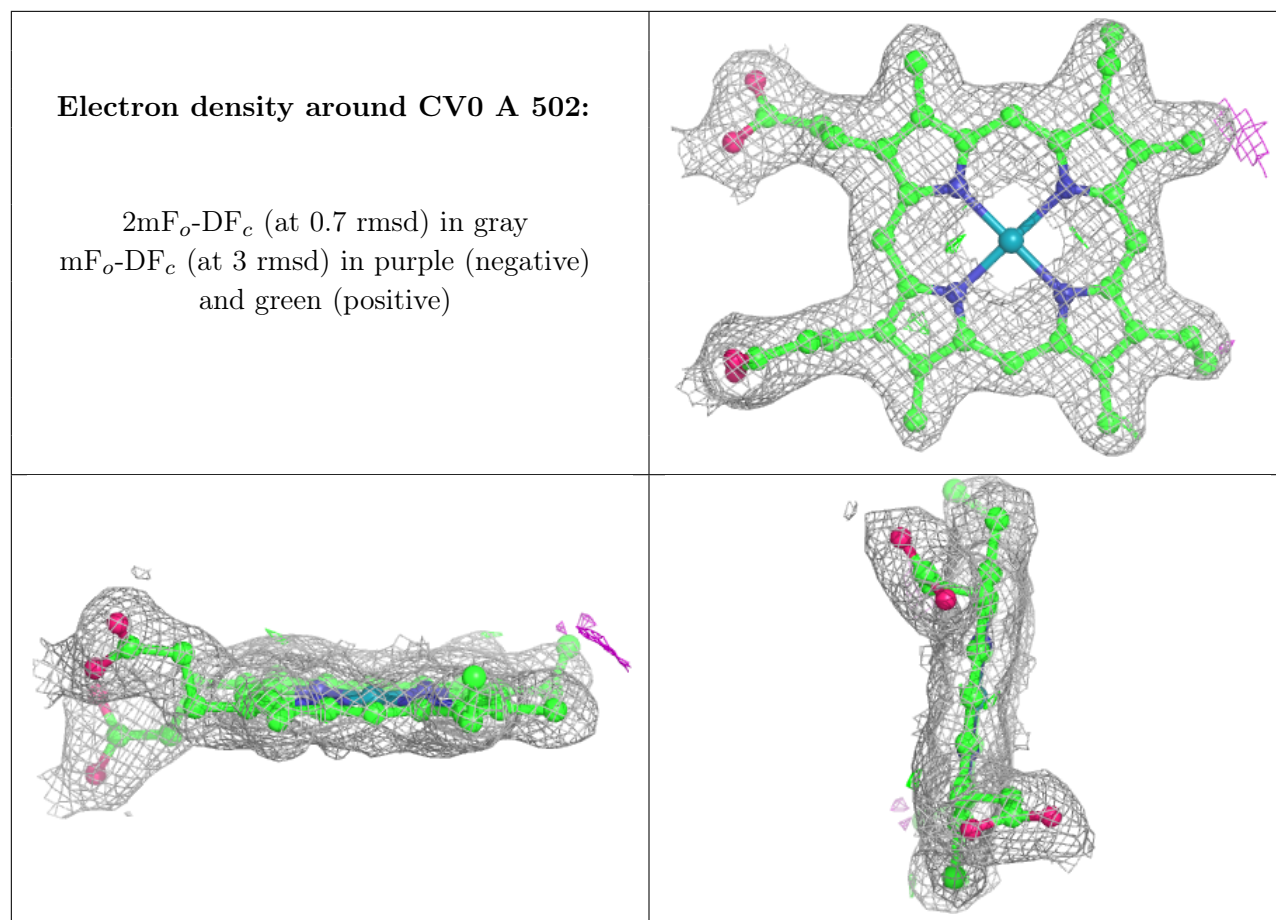 Electron density around CV0 A 502:
2mFo-DFc (at 0.7 rmsd) in gray
mFo-DFc (at 3 rmsd) in purple (negative)
and green (positive)